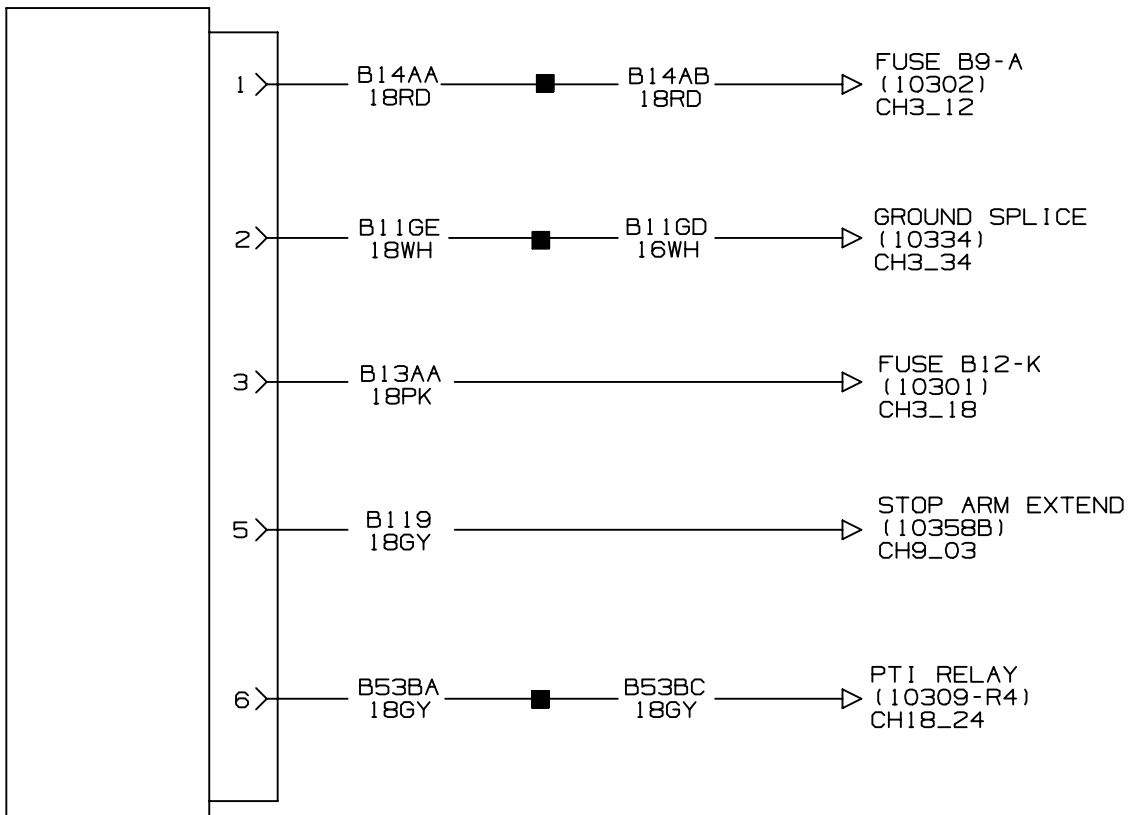 1 B14AA B14AB FUSE B9-A
18RD 18RD (10302)
CH3_12
2 B11GE B11GD GROUND SPLICE
18WH 16WH (10334)
CH3_34
3 B13AA FUSE B12-K
18PK (10301)
CH3_18
5 B119 STOP ARM EXTEND
18GY (10358B)
CH9_03
6 B53BA B53BC PTI RELAY
18GY 18GY (10309-R4)
CH18_24